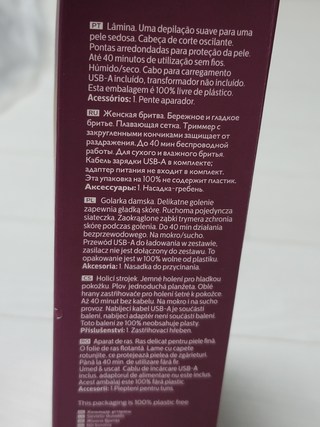 PT Lâmina. Uma depilação suave para uma
pele sedosa. Cabeça de corte oscilante.
Pontas arredondadas para proteção da pele.
Até 40 minutos de utilização sem fios.
Húmido/seco. Cabo para carregamento
USB-A incluído, transformador não incluído.
Esta embalagem é 100% livre de plástico.
Acessórios: 1. Pente aparador.
RU Женская бритва. Бережное и гладкое
бритье. Плавающая сетка. Триммер с
закругленными кончиками защищает от
раздражения. До 40 мин беспроводной
работы. Для сухого и влажного бритья.
Кабель зарядки USB-A в комплекте;
адаптер питания не входит в комплект.
Эта упаковка на 100% не содержит пластик.
Аксессуары: 1. Насадка-гребень.
PL Golarka damska. Delikatne golenie
zapewnia gładką skórę. Ruchoma pojedyncza
siateczka. Zaokrąglone ząbki trymera ochronia
skórę podczas golenia. Do 40 min działania
bezprzewodowego. Na mokro/sucho.
Przewód USB-A do ładowania w zestawie,
zasilacz nie jest dołączony do zestawu. To
opakowanie jest w 100% wolne od plastiku.
Akcesoria: 1. Nasadka do przycinania.
CS Holicí strojek. Jemné holení pro hladkou
pokožku. Plov. jednoduchá planžeta. Oblé
hrany zastřihovače pro holení šetrné k pokožce
Až 40 minut bez kabelu. Na mokro i na sucho
provoz. Nabíjecí kabel USB-A je součástí
balení, nabíjecí adaptér není součástí balení.
Toto balení ze 100% neobsahuje plasty.
Příslušenství: 1. Zastřihovací hřeben.
RO Aparat de ras. Ras delicat pentru piele fină.
O folie de ras flotantă. Lame cu capete
rotunjite, ce protejează pielea de zgârieturi.
Până la 40 min. de utilizare fără fir.
Umed & uscat. Cablu de încărcare USB-A
inclus, adaptorul de alimentare nu este inclus.
Acest ambalaj este 100% fără plastic.
Accesorii: 1 Piepteni pentru tuns.
This packaging is 100% plastic free